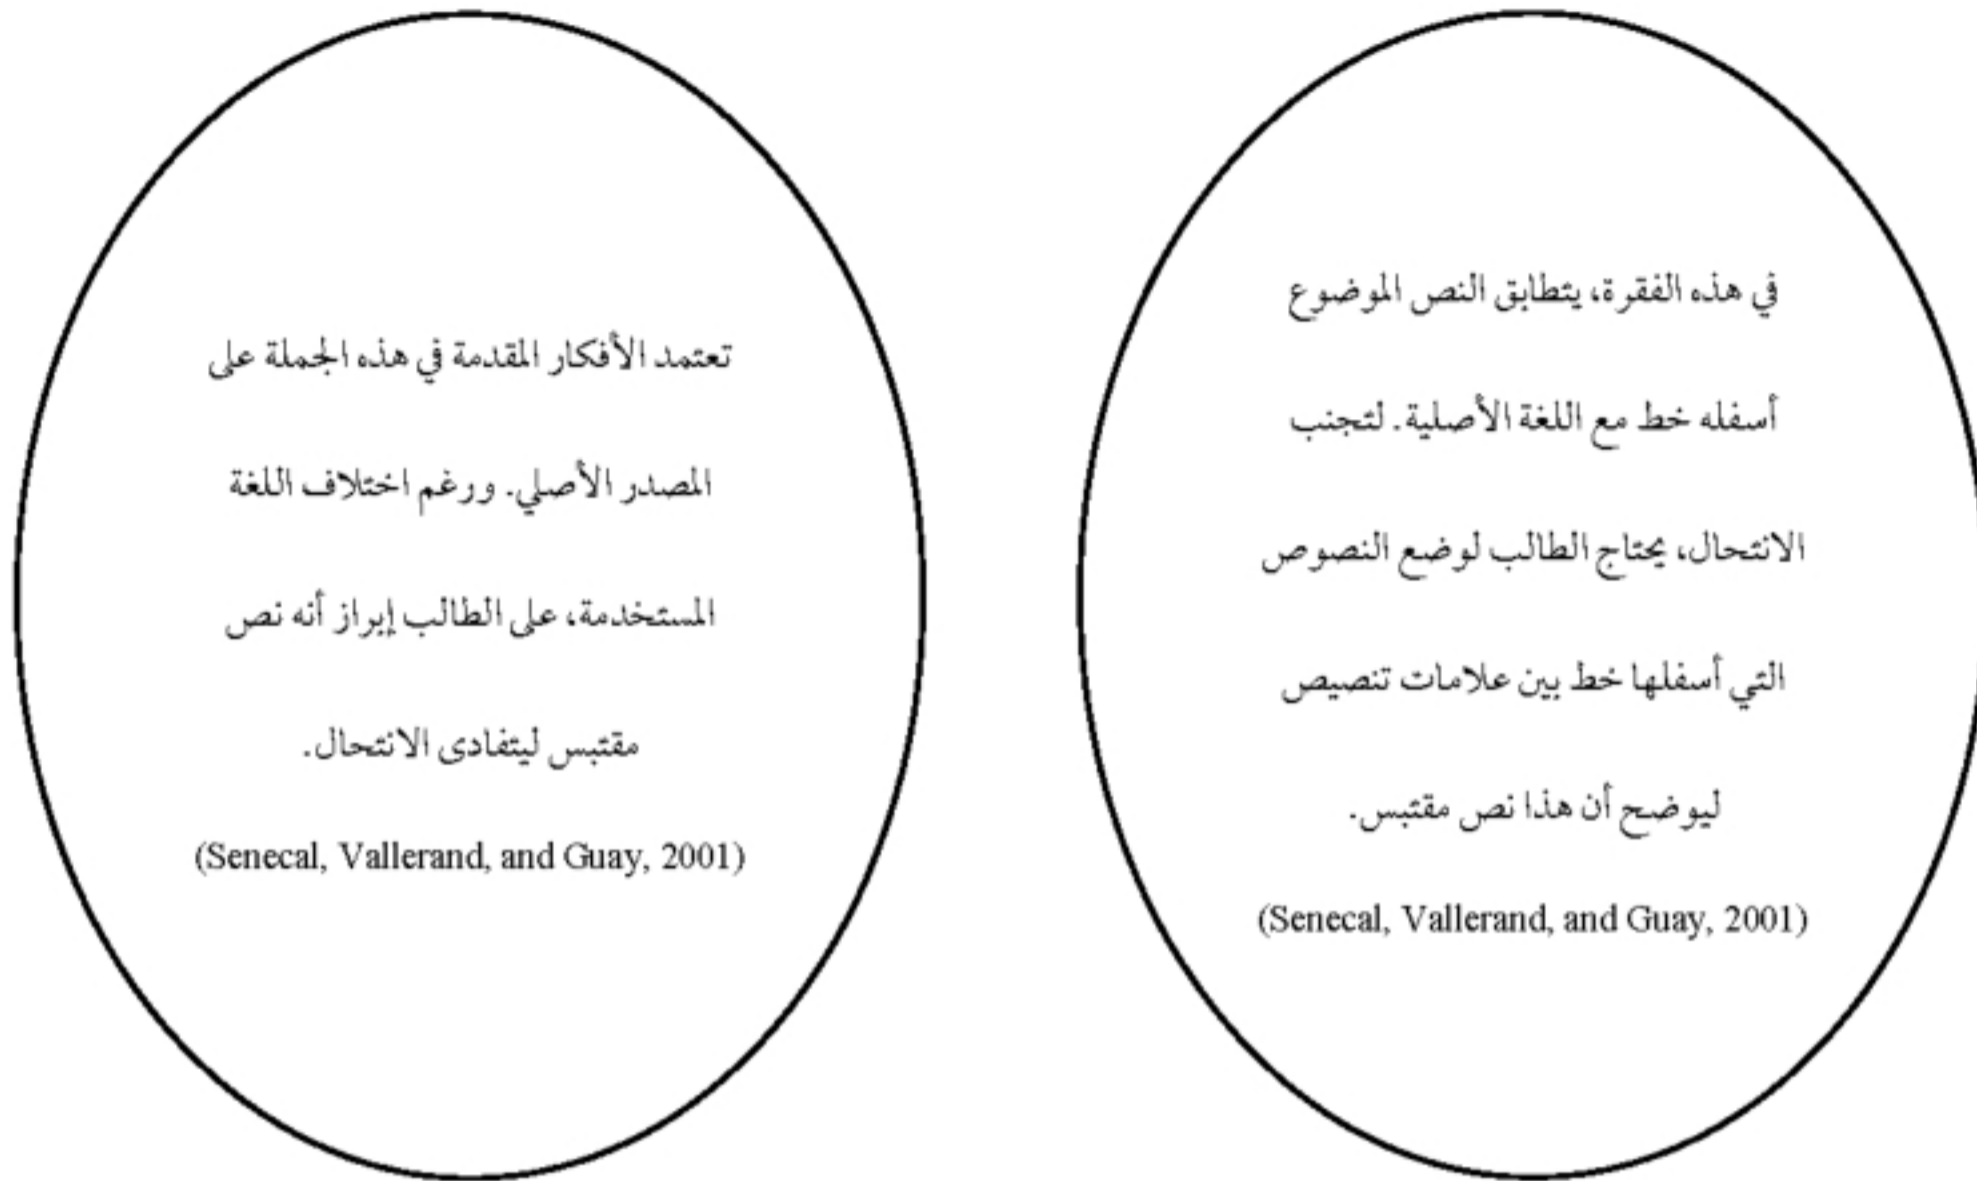 في هذه الفقرة، يتطابق النص الموضوع
أسفله خط مع اللغة الأصلية. لتجنب
الانتحال، يحتاج الطالب لوضع النصوص
التي أسفلها خط بين علامات تنصيص
ليوضح أن هذا نص مقتبس.
(Senecal, Vallerand, and Guay, 2001)
تعتمد الأفكار المقدمة في هذه الجملة على
المصدر الأصلي. ورغم اختلاف اللغة
المستخدمة، على الطالب إبراز أنه نص
مقتبس ليتفادى الانتحال.
(Senecal, Vallerand, and Guay, 2001)